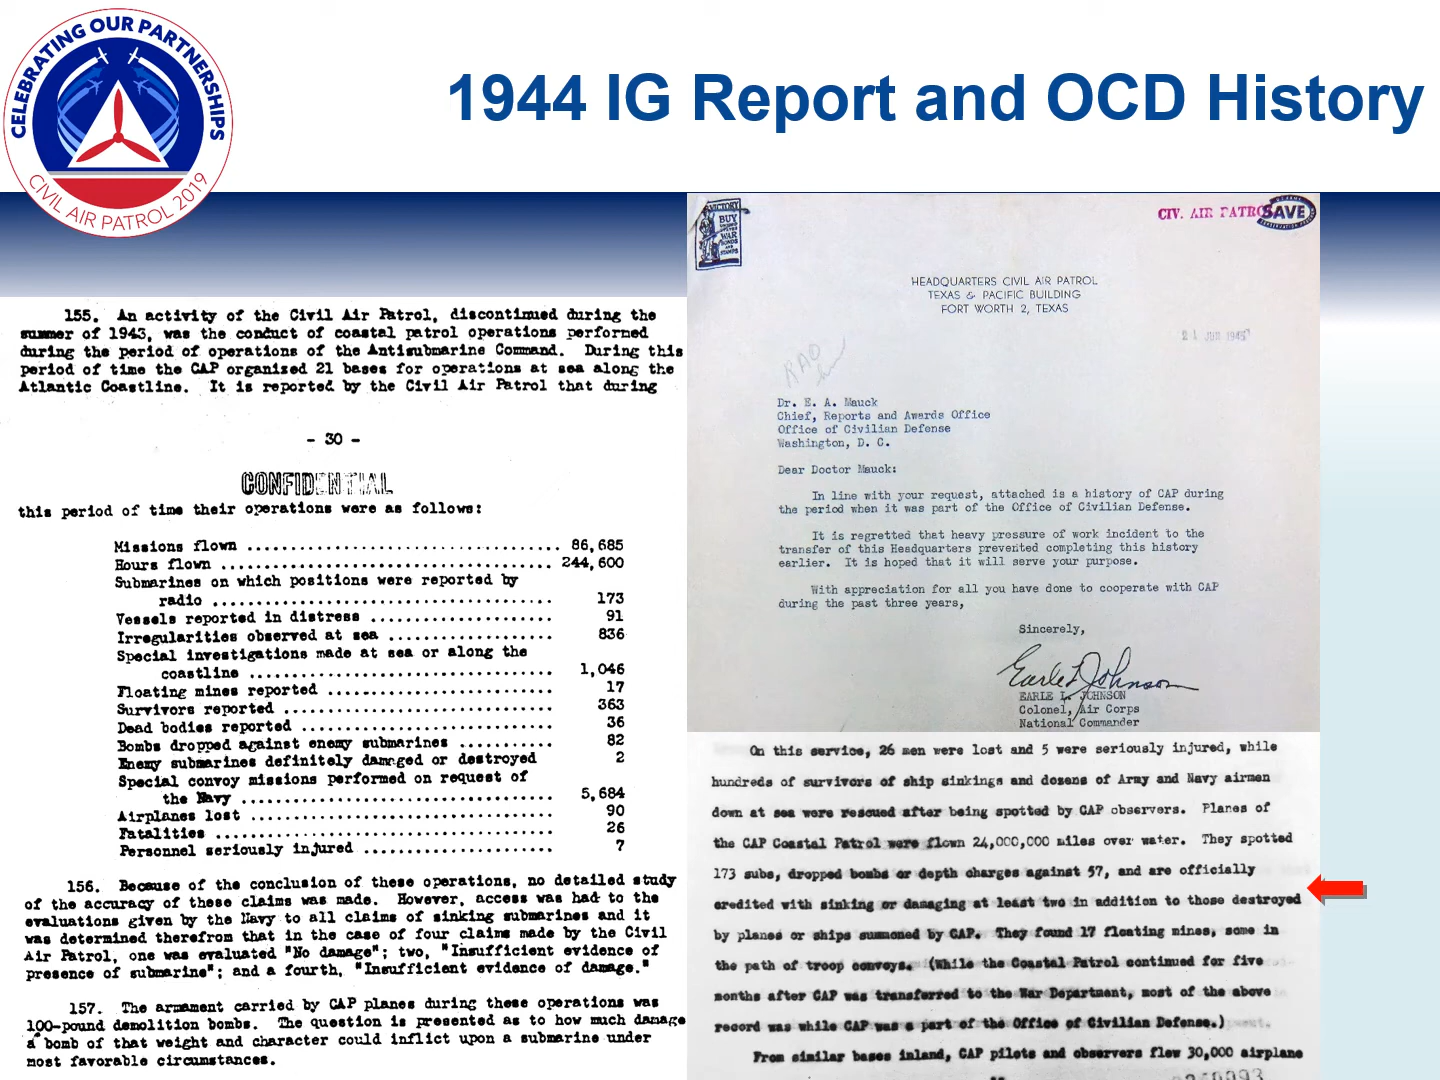 CELEBRATING OUR PARTNERSHIPS
CIVIL AIR PATROL 2019
1944 IG Report and OCD History
155. An activity of the Civil Air Patrol, discontinued during the
summer of 1943, was the conduct of coastal patrol operations performed
during the period of operations of the Antisubmarine Command. During this
period of time the CAP organized 21 bases for operations at sea along the
Atlantic Coastline. It is reported by the Civil Air Patrol that during
- 30 -
CONFIDENTIAL
this period of time their operations were as follows:
Missions flown .................................... 86,685
Hours flown ...................................... 244,600
Submarines on which positions were reported by
radio ..................................... 173
Vessels reported in distress ..................... 91
Irregularities observed at sea ................... 836
Special investigations made at sea or along the
coastline ................................. 1,046
Floating mines reported ......................... 17
Survivors reported .............................. 363
Dead bodies reported ............................ 36
Bombs dropped against enemy submarines ........... 82
Enemy submarines definitely damaged or destroyed 2
Special convoy missions performed on request of
the Navy .................................. 5,684
Airplanes lost .................................. 90
Fatalities ...................................... 26
Personnel seriously injured ...................... 7
156. Because of the conclusion of these operations, no detailed study
of the accuracy of these claims was made. However, access was had to the
evaluations given by the Navy to all claims of sinking submarines and it
was determined therefrom that in the case of four claims made by the Civil
Air Patrol, one was evaluated "No damage"; two, "Insufficient evidence of
presence of submarine"; and a fourth, "Insufficient evidence of damage."
157. The armament carried by CAP planes during these operations was
100-pound demolition bombs. The question is presented as to how much damage
a bomb of that weight and character could inflict upon a submarine under
most favorable circumstances.
VICTORY
BUY
WAR
BONDS
AND
STAMPS
CIV. AIR PATRO
SAVE
HEADQUARTERS CIVIL AIR PATROL
TEXAS & PACIFIC BUILDING
FORT WORTH 2, TEXAS
21 JUN 1945
RAO
Dr. E. A. Mauck
Chief, Reports and Awards Office
Office of Civilian Defense
Washington, D. C.
Dear Doctor Mauck:
In line with your request, attached is a history of CAP during
the period when it was part of the Office of Civilian Defense.
It is regretted that heavy pressure of work incident to the
transfer of this Headquarters prevented completing this history
earlier. It is hoped that it will serve your purpose.
With appreciation for all you have done to cooperate with CAP
during the past three years,
Sincerely,
Earle L Johnson
EARLE L. JOHNSON
Colonel, Air Corps
National Commander
On this service, 26 men were lost and 5 were seriously injured, while
hundreds of survivors of ship sinkings and dozens of Army and Navy airmen
down at sea were rescued after being spotted by CAP observers. Planes of
the CAP Coastal Patrol were flown 24,000,000 miles over water. They spotted
173 subs, dropped bombs or depth charges against 57, and are officially
credited with sinking or damaging at least two in addition to those destroyed
by planes or ships summoned by CAP. They found 17 floating mines, some in
the path of troop convoys. (While the Coastal Patrol continued for five
months after CAP was transferred to the War Department, most of the above
record was while CAP was a part of the Office of Civilian Defense.)
From similar bases inland, CAP pilots and observers flew 30,000 airplane